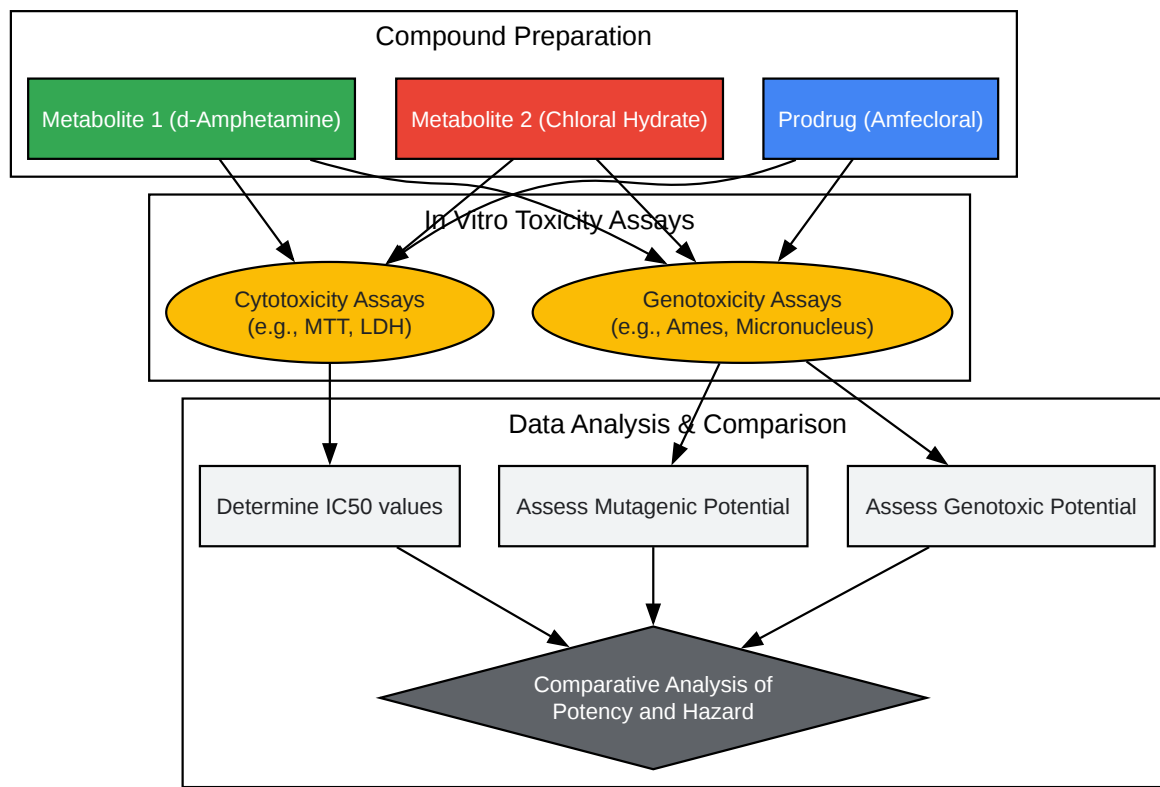 Compound Preparation
Metabolite 1 (d-Amphetamine)
Metabolite 2 (Chloral Hydrate)
Prodrug (Amfecloral)
In Vitro Toxicity Assays
Cytotoxicity Assays
(e.g., MTT, LDH)
Genotoxicity Assays
(e.g., Ames, Micronucleus)
Data Analysis & Comparison
Determine IC50 values
Assess Mutagenic Potential
Assess Genotoxic Potential
Comparative Analysis of
Potency and Hazard